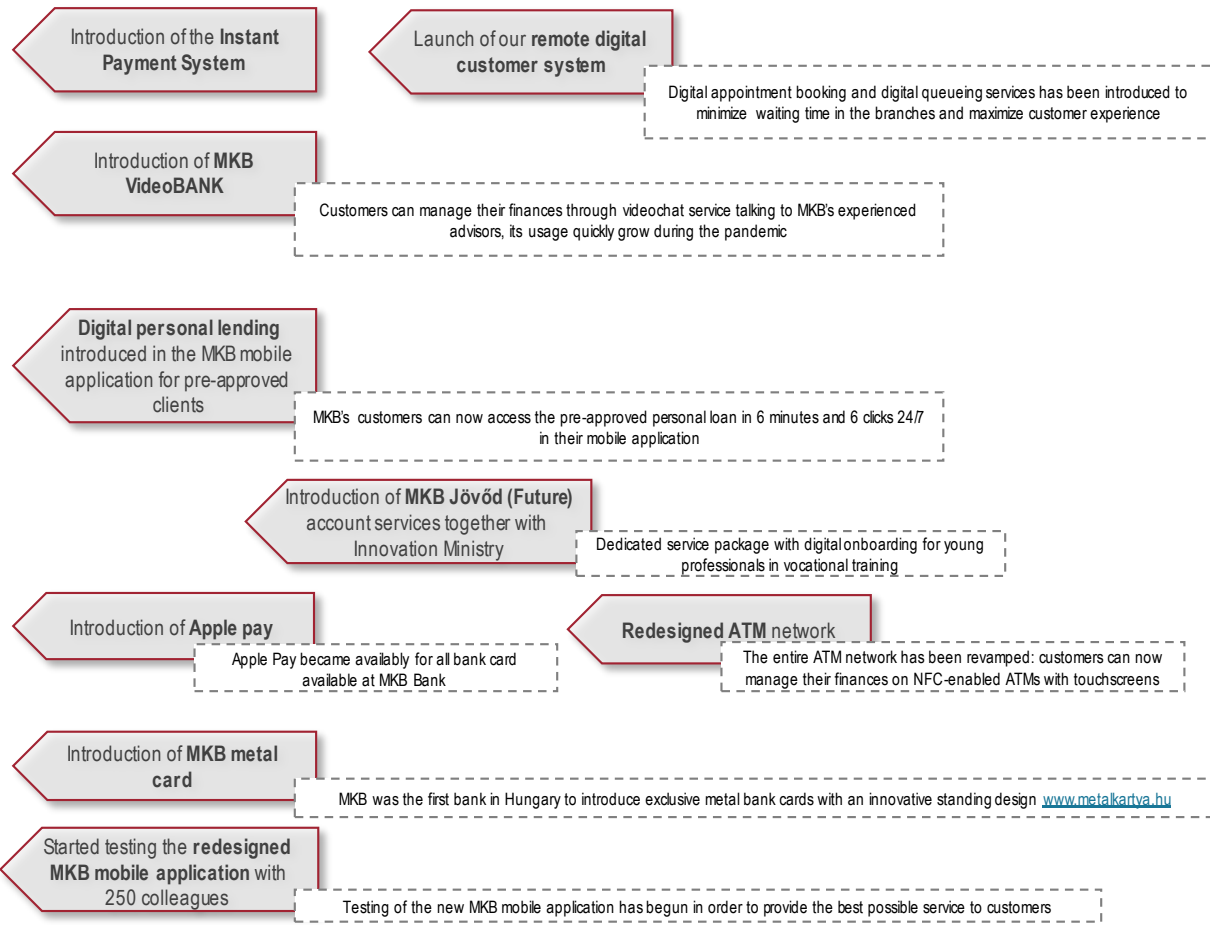 Introduction of the Instant
Payment System
Launch of our remote digital
customer system
Digital appointment booking and digital queueing services has been introduced to
minimize waiting time in the branches and maximize customer experience
Introduction of MKB
VideoBANK
Customers can manage their finances through videochat service talking to MKB's experienced
advisors, its usage quickly grow during the pandemic
Digital personal lending
introduced in the MKB mobile
application for pre-approved
clients
MKB's customers can now access the pre-approved personal loan in 6 minutes and 6 clicks 24/7
in their mobile application
Introduction of MKB Jövőd (Future)
account services together with
Innovation Ministry
Dedicated service package with digital onboarding for young
professionals in vocational training
Introduction of Apple pay
Apple Pay became availably for all bank card
available at MKB Bank
Redesigned ATM network
The entire ATM network has been revamped: customers can now
manage their finances on NFC-enabled ATMs with touchscreens
Introduction of MKB metal
card
MKB was the first bank in Hungary to introduce exclusive metal bank cards with an innovative standing design www.metalkartya.hu
Started testing the redesigned
MKB mobile application with
250 colleagues
Testing of the new MKB mobile application has begun in order to provide the best possible service to customers